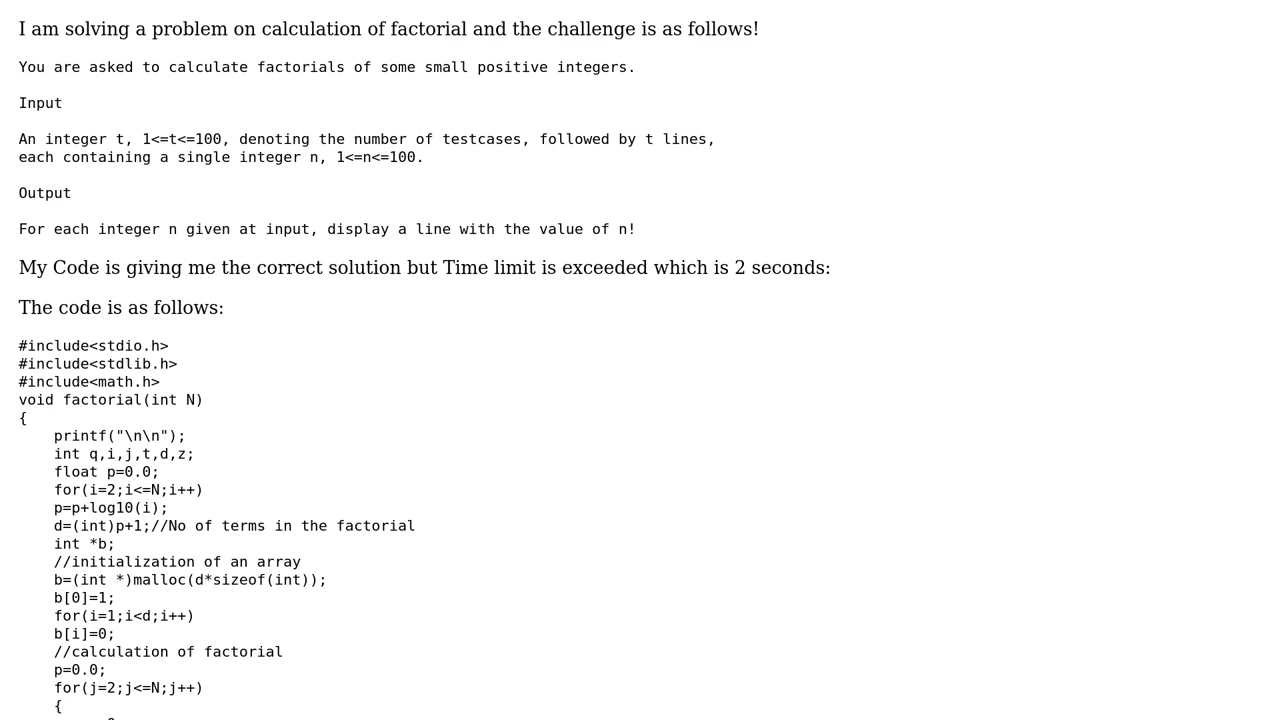 I am solving a problem on calculation of factorial and the challenge is as follows!
You are asked to calculate factorials of some small positive integers.
Input
An integer t, 1<=t<=100, denoting the number of testcases, followed by t lines,
each containing a single integer n, 1<=n<=100.
Output
For each integer n given at input, display a line with the value of n!
My Code is giving me the correct solution but Time limit is exceeded which is 2 seconds:
The code is as follows:
#include<stdio.h>
#include<stdlib.h>
#include<math.h>
void factorial(int N)
{
    printf("\n\n");
    int q,i,j,t,d,z;
    float p=0.0;
    for(i=2;i<=N;i++)
    p=p+log10(i);
    d=(int)p+1;//No of terms in the factorial
    int *b;
    //initialization of an array
    b=(int *)malloc(d*sizeof(int));
    b[0]=1;
    for(i=1;i<d;i++)
    b[i]=0;
    //calculation of factorial
    p=0.0;
    for(j=2;j<=N;j++)
    {